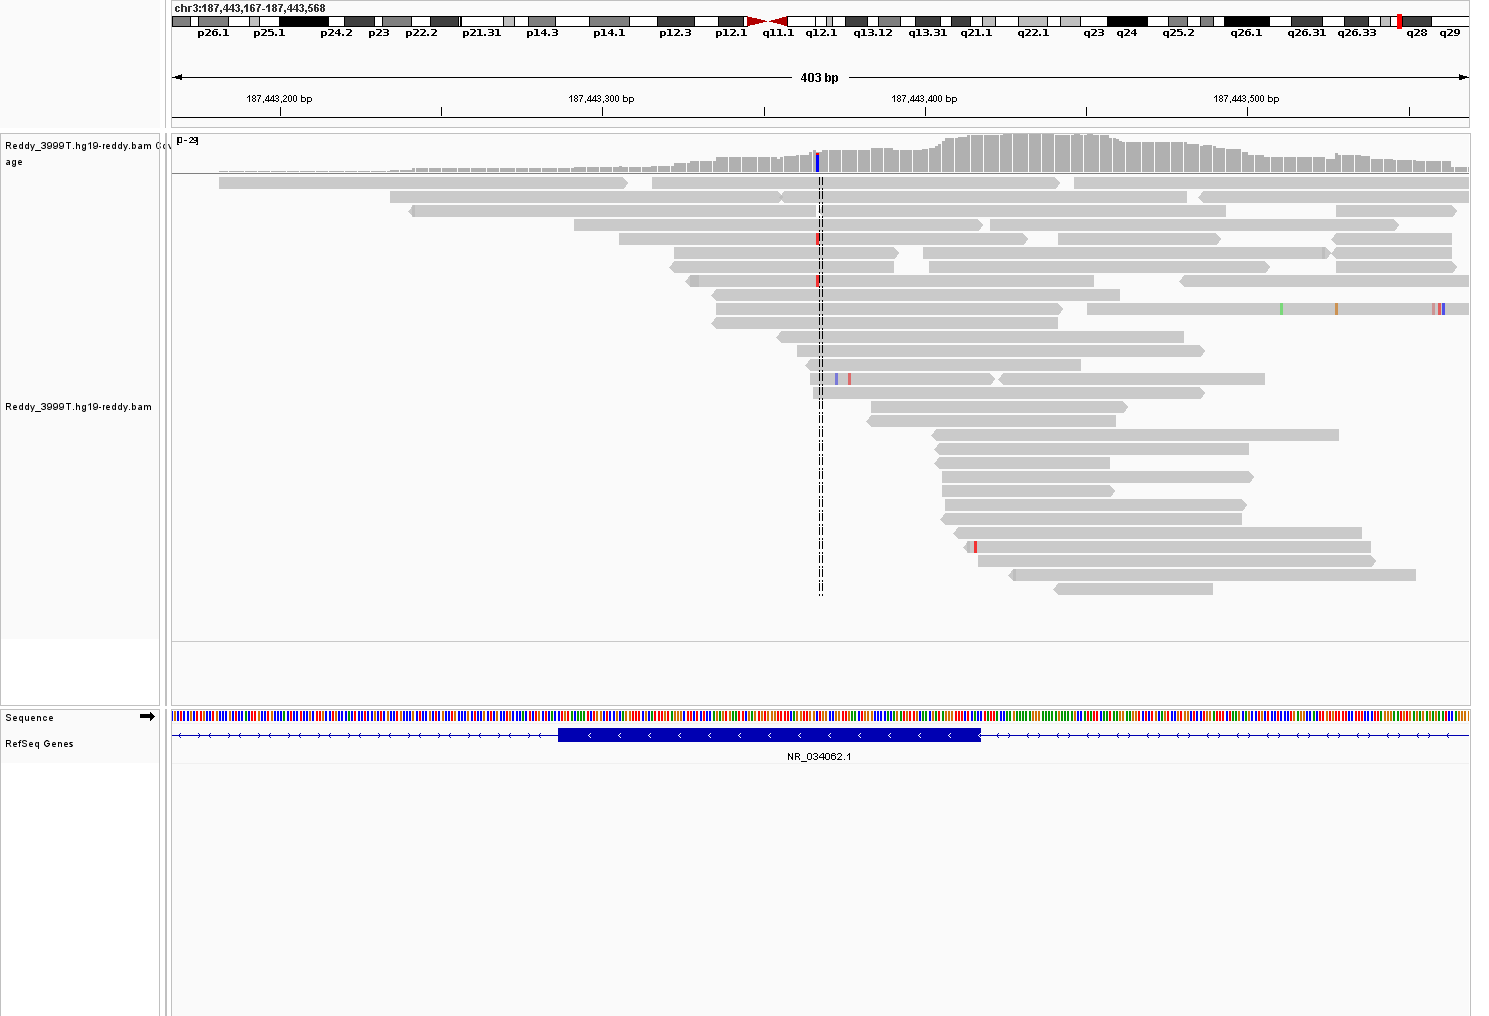 chr3:187,443,167-187,443,568
p26.1 p25.1 p24.2 p23 p22.2 p21.31 p14.3 p14.1 p12.3 p12.1 q11.1 q12.1 q13.12 q13.31 q21.1 q22.1 q23 q24 q25.2 q26.1 q26.31 q26.33 q28 q29
403 bp
187,443,200 bp 187,443,300 bp 187,443,400 bp 187,443,500 bp
Reddy_3999T.hg19-reddy.bam Cov
age
[0-29]
Reddy_3999T.hg19-reddy.bam
Sequence
RefSeq Genes
NR_034062.1